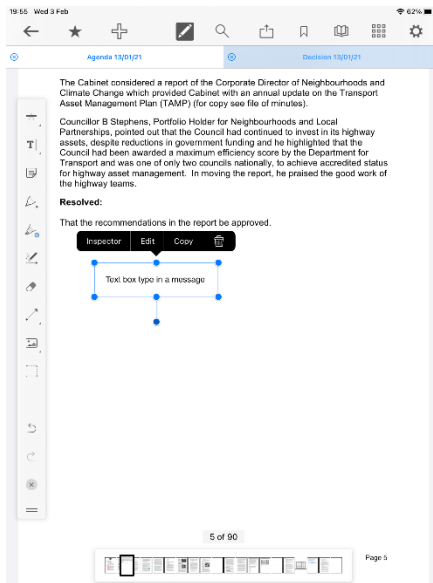 19:55 Wed 3 Feb
62%
Agenda 13/01/21
Decision 13/01/21
The Cabinet considered a report of the Corporate Director of Neighbourhoods and
Climate Change which provided Cabinet with an annual update on the Transport
Asset Management Plan (TAMP) (for copy see file of minutes).
Councillor B Stephens, Portfolio Holder for Neighbourhoods and Local
Partnerships, pointed out that the Council had continued to invest in its highway
assets, despite reductions in government funding and he highlighted that the
Council had been awarded a maximum efficiency score by the Department for
Transport and was one of only two councils nationally, to achieve accredited status
for highway asset management. In moving the report, he praised the good work of
the highway teams.
Resolved:
That the recommendations in the report be approved.
Inspector Edit Copy
Text box type in a message
T
5 of 90
Page 5